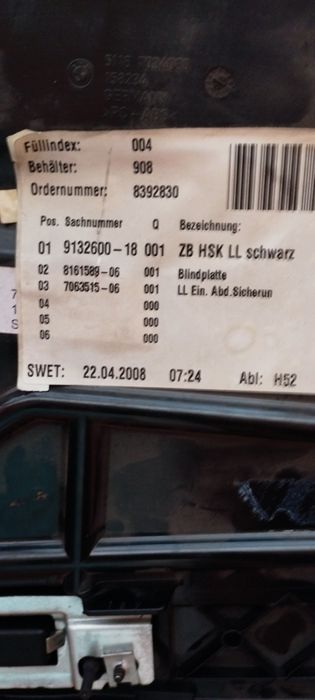 Füllindex: 004
Behälter: 908
Ordernummer: 8392830
Pos. Sachnummer Q Bezeichnung:
01 9132600-18 001 ZB HSK LL schwarz
02 8161589-06 001 Blindplatte
03 7063515-06 001 LL Ein. Abd.Sicherun
04 000
05 000
06 000
7
1
S
SWET: 22.04.2008 07:24 Abl: H52